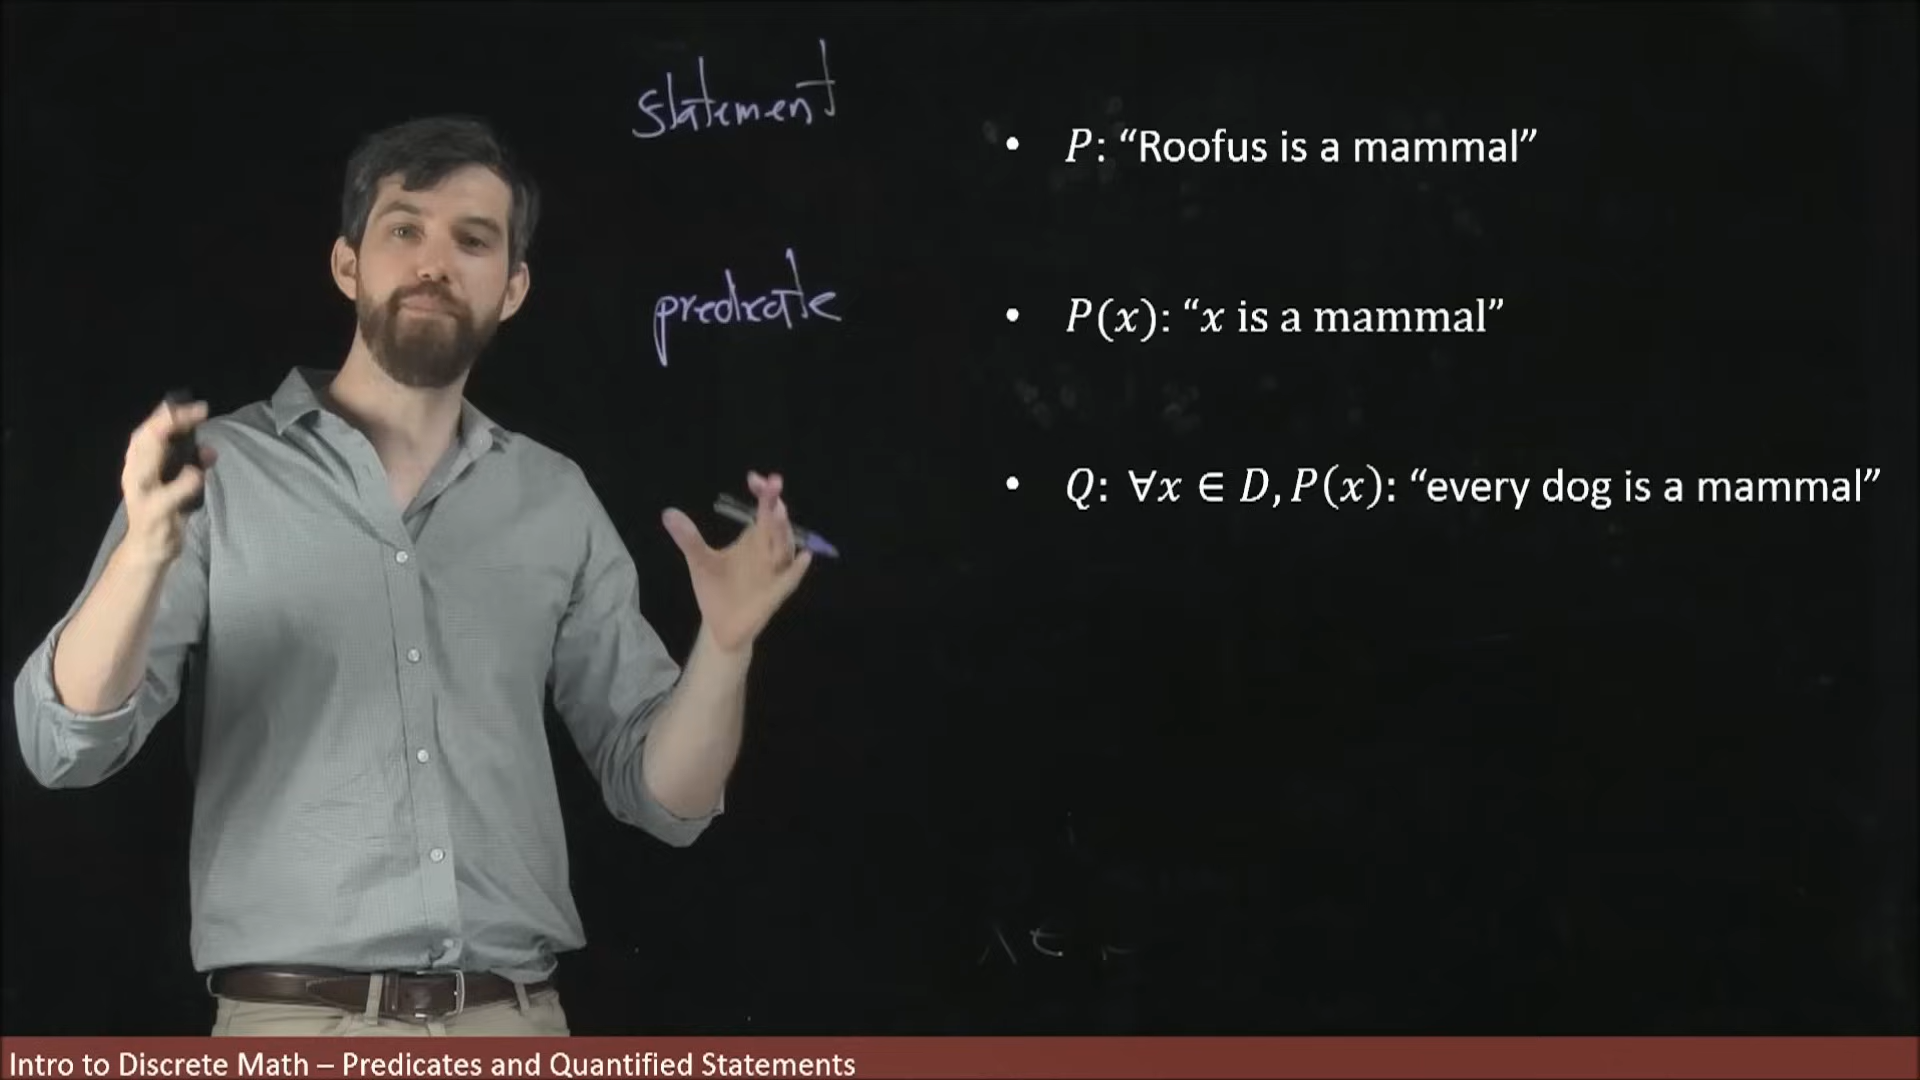 statement
• P: “Roofus is a mammal”
predicate
• P(x): “x is a mammal”
• Q: ∀x ∈ D, P(x): “every dog is a mammal”
Intro to Discrete Math – Predicates and Quantified Statements